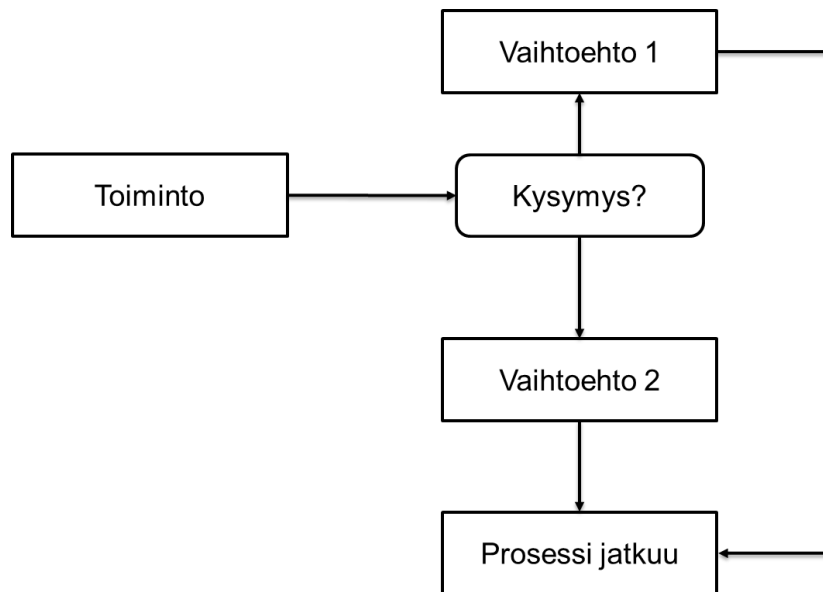 Vaihtoehto 1
Toiminto
Kysymys?
Vaihtoehto 2
Prosessi jatkuu